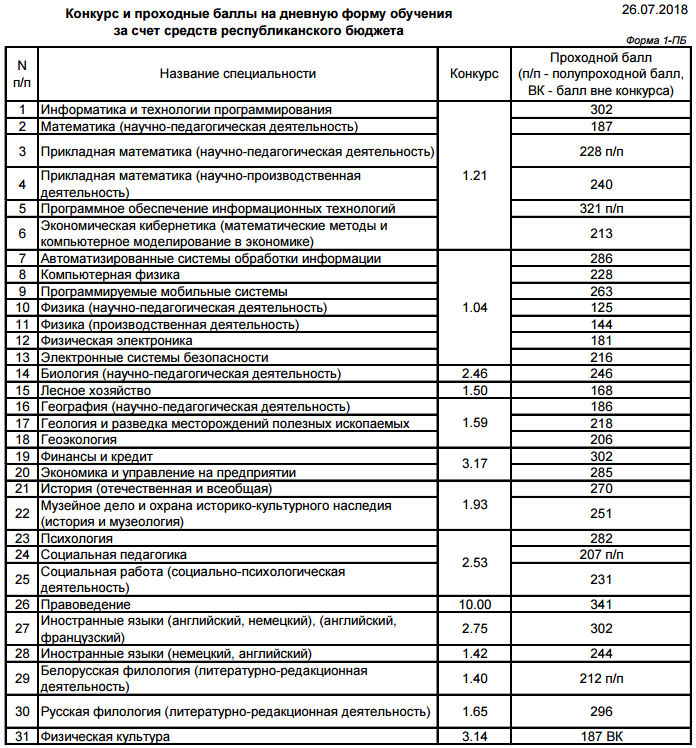 Конкурс и проходные баллы на дневную форму обучения
за счет средств республиканского бюджета
26.07.2018
Форма 1-ПБ
N п/п Название специальности Конкурс Проходной балл
(п/п - полупроходной балл,
ВК - балл вне конкурса)
1 Информатика и технологии программирования 1.21 302
2 Математика (научно-педагогическая деятельность) 187
3 Прикладная математика (научно-педагогическая деятельность) 228 п/п
4 Прикладная математика (научно-производственная
деятельность) 240
5 Программное обеспечение информационных технологий 321 п/п
6 Экономическая кибернетика (математические методы и
компьютерное моделирование в экономике) 213
7 Автоматизированные системы обработки информации 1.04 286
8 Компьютерная физика 228
9 Программируемые мобильные системы 263
10 Физика (научно-педагогическая деятельность) 125
11 Физика (производственная деятельность) 144
12 Физическая электроника 181
13 Электронные системы безопасности 216
14 Биология (научно-педагогическая деятельность) 2.46 246
15 Лесное хозяйство 1.50 168
16 География (научно-педагогическая деятельность) 1.59 186
17 Геология и разведка месторождений полезных ископаемых 218
18 Геоэкология 206
19 Финансы и кредит 3.17 302
20 Экономика и управление на предприятии 285
21 История (отечественная и всеобщая) 1.93 270
22 Музейное дело и охрана историко-культурного наследия
(история и музеология) 251
23 Психология 2.53 282
24 Социальная педагогика 207 п/п
25 Социальная работа (социально-психологическая
деятельность) 231
26 Правоведение 10.00 341
27 Иностранные языки (английский, немецкий), (английский,
французский) 2.75 302
28 Иностранные языки (немецкий, английский) 1.42 244
29 Белорусская филология (литературно-редакционная
деятельность) 1.40 212 п/п
30 Русская филология (литературно-редакционная деятельность) 1.65 296
31 Физическая культура 3.14 187 ВК